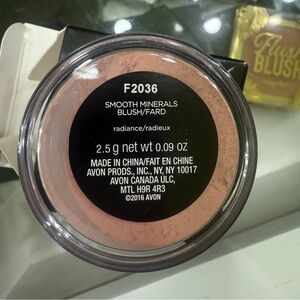 F2036
SMOOTH MINERALS
BLUSH/FARD
radiance/radieux
2.5 g net wt 0.09 oz
MADE IN CHINA/FAIT EN CHINE
AVON PRODS., INC., NY, NY 10017
AVON CANADA ULC,
MTL H9R 4R3
©2016 AVON
BLUSH